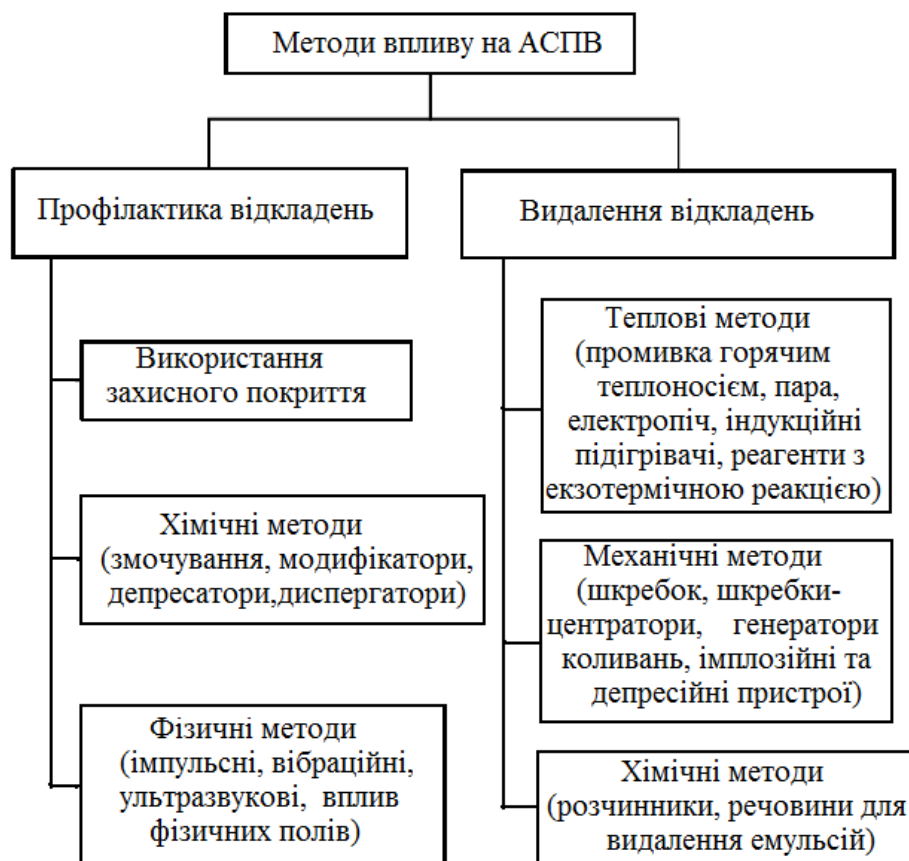 Методи впливу на АСПВ
Профілактика відкладень
Видалення відкладень
Використання
захисного покриття
Хімічні методи
(змочування, модифікатори,
депресатори,диспергатори)
Фізичні методи
(імпульсні, вібраційні,
ультразвукові, вплив
фізичних полів)
Теплові методи
(промивка горячим
теплоносієм, пара,
електропіч, індукційні
підігрівачі, реагенти з
екзотермічною реакцією)
Механічні методи
(шкребок, шкребки-
центратори, генератори
коливань, імплозійні та
депресійні пристрої)
Хімічні методи
(розчинники, речовини для
видалення емульсій)